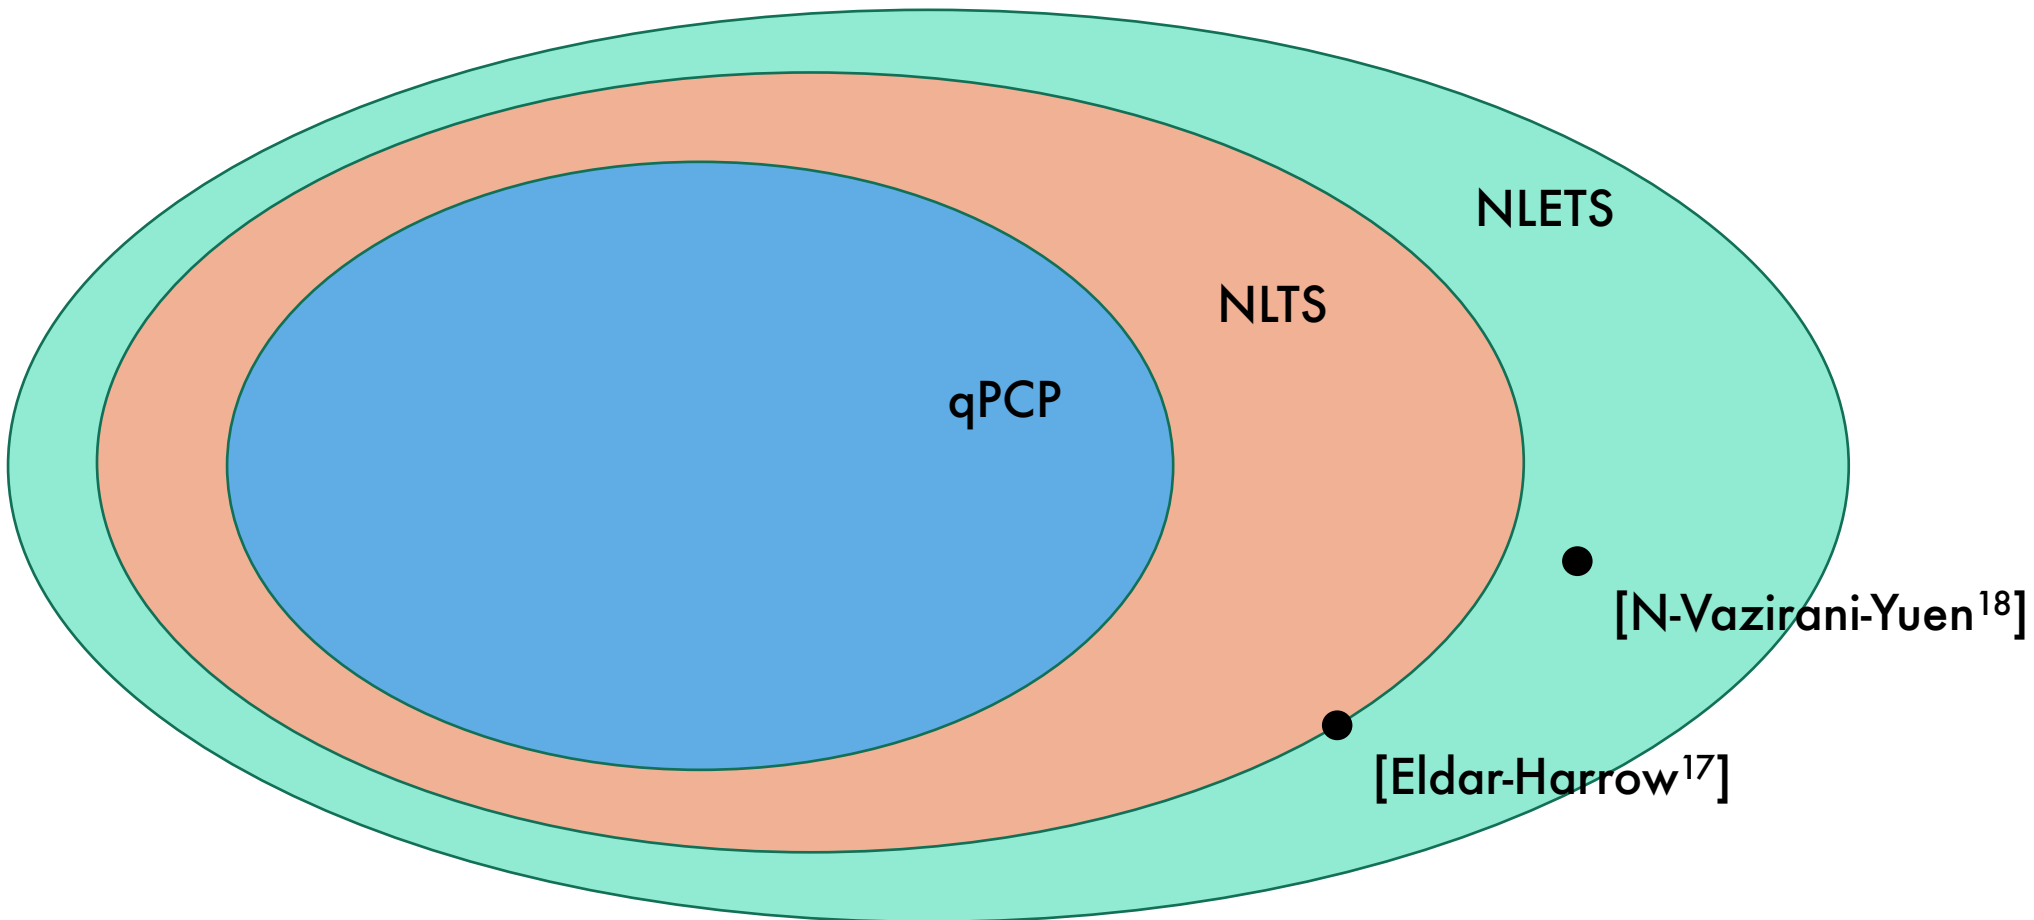 NLETS
NLTS
qPCP
[N-Vazirani-Yuen¹⁸]
[Eldar-Harrow¹⁷]